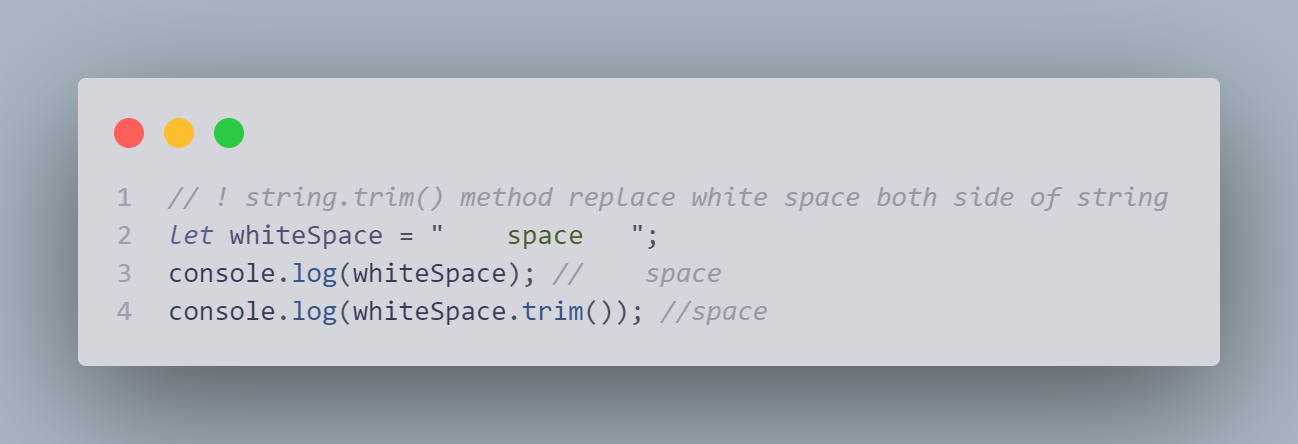 1 // ! string.trim() method replace white space both side of string
2 let whiteSpace = "    space   ";
3 console.log(whiteSpace); //    space
4 console.log(whiteSpace.trim()); //space